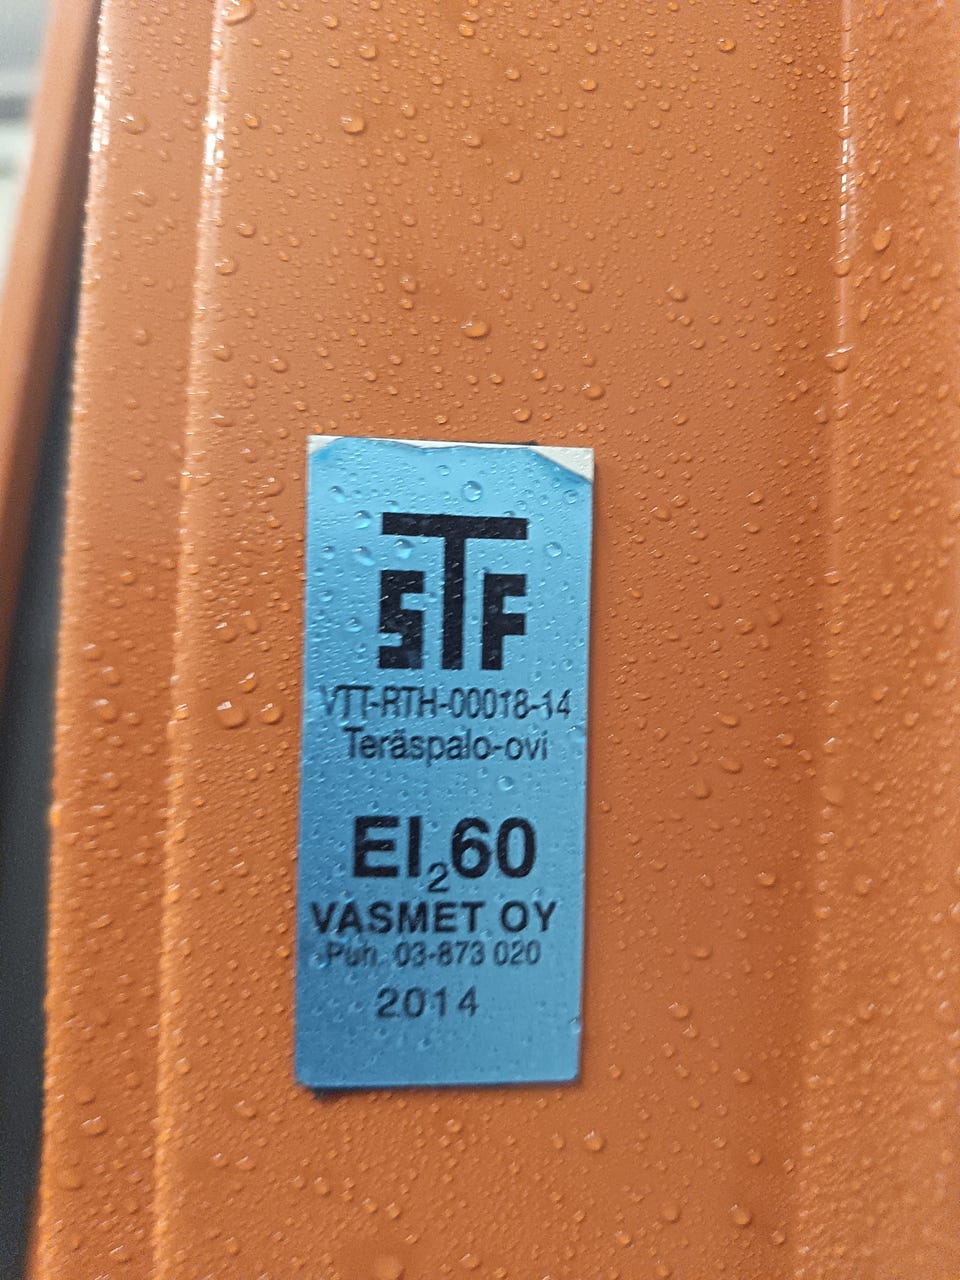 STF
VTT-RTH-00018-14
Teräspalo-ovi
EI₂60
VASMET OY
Puh. 03-873 020
2014